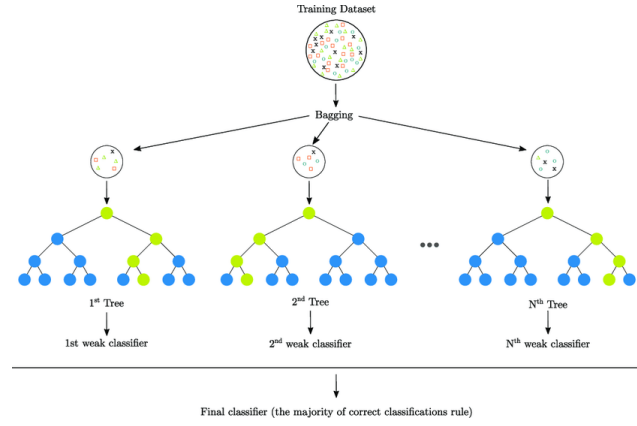 Training Dataset
Bagging
1st Tree
2nd Tree
Nth Tree
1st weak classifier
2nd weak classifier
Nth weak classifier
Final classifier (the majority of correct classifications rule)